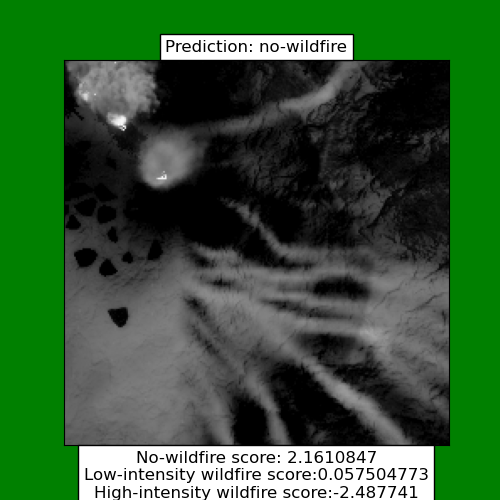 Prediction: no-wildfire
No-wildfire score: 2.1610847
Low-intensity wildfire score:0.057504773
High-intensity wildfire score:-2.487741